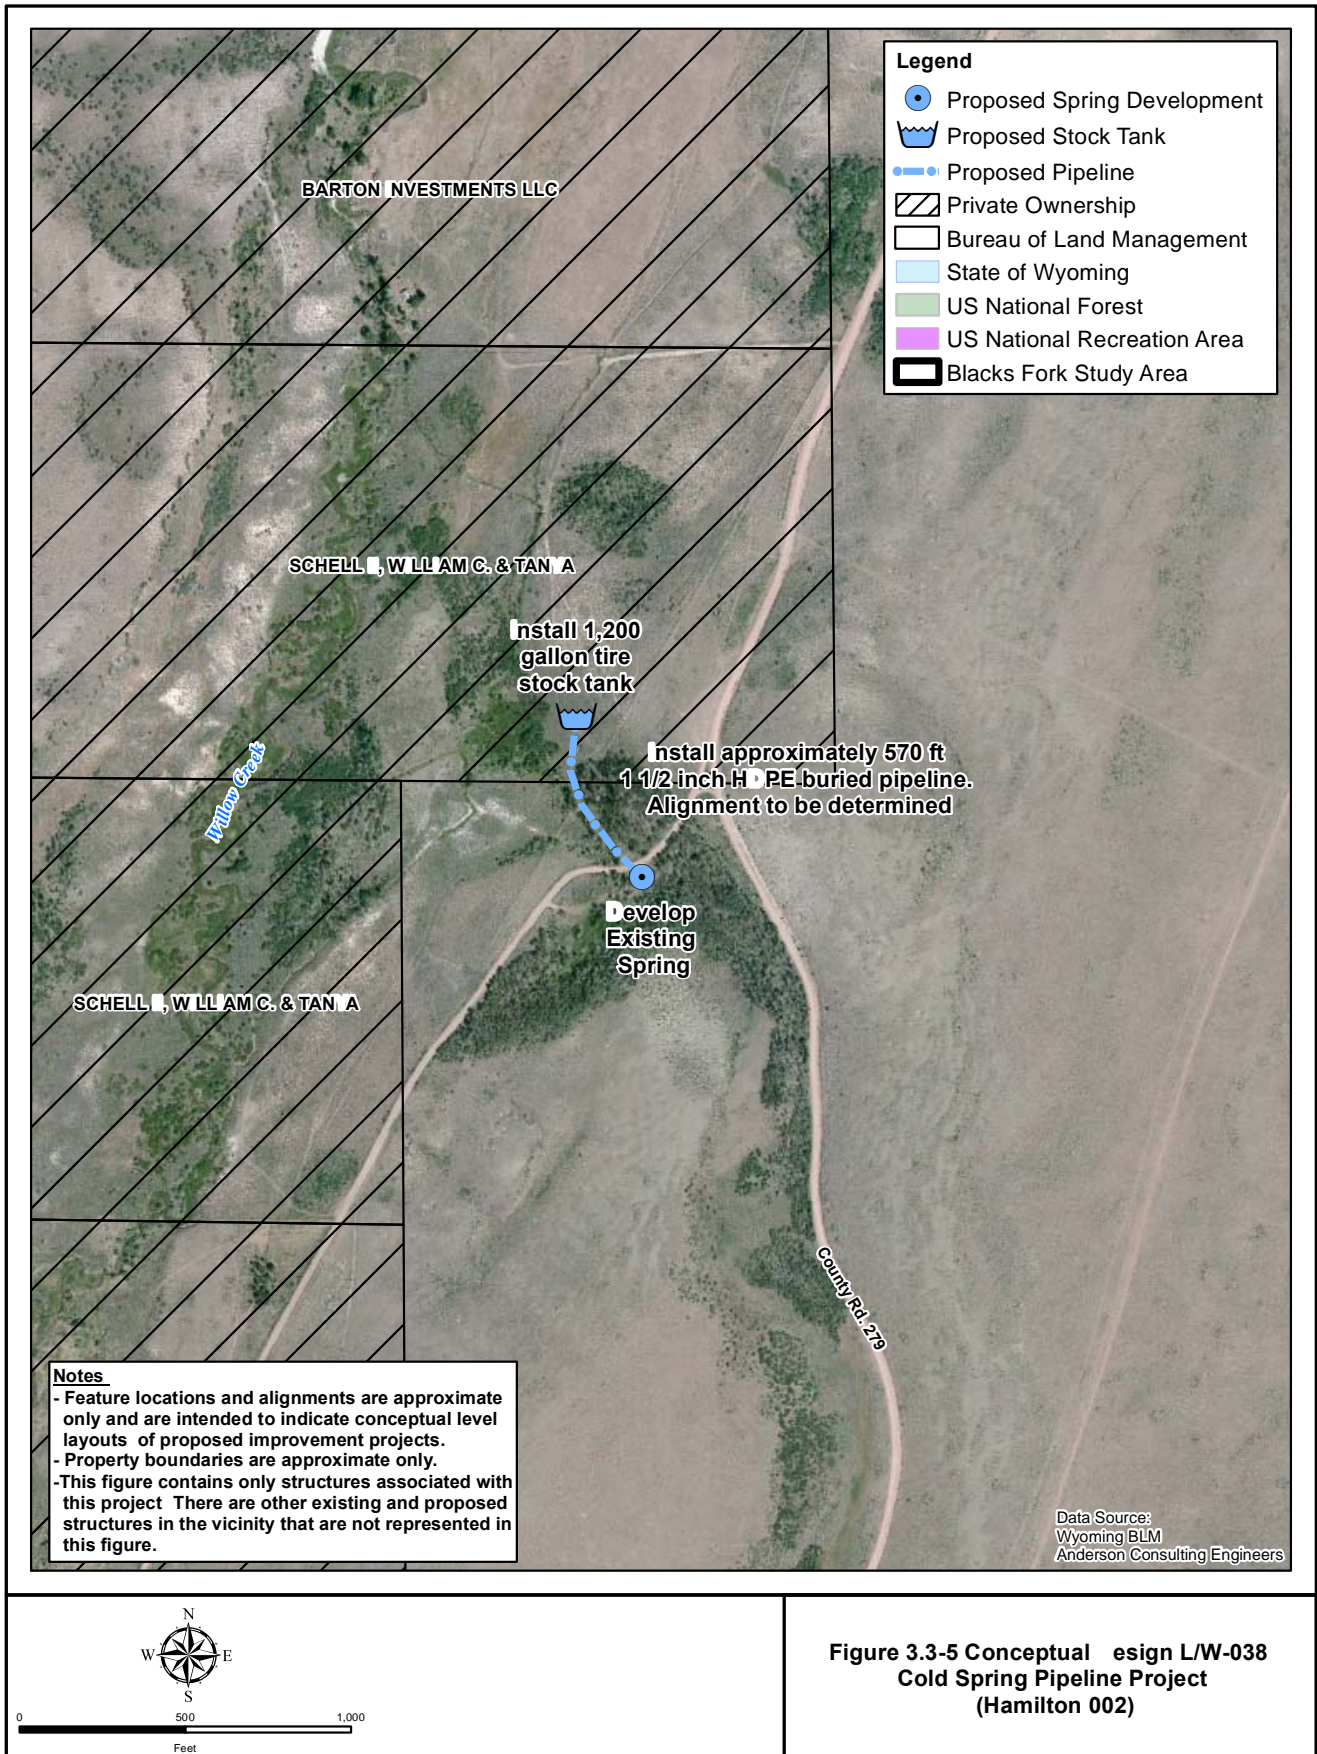 Legend
Proposed Spring Development
Proposed Stock Tank
Proposed Pipeline
Private Ownership
Bureau of Land Management
State of Wyoming
US National Forest
US National Recreation Area
Blacks Fork Study Area
BARTON NVESTMENTS LLC
SCHELL , W LL AM C. & TAN A
nstall 1,200
gallon tire
stock tank
nstall approximately 570 ft
1 1/2 inch H PE buried pipeline.
Alignment to be determined
Willow Creek
Develop
Existing
Spring
SCHELL , W LL AM C. & TAN A
County Rd. 279
Notes
- Feature locations and alignments are approximate
only and are intended to indicate conceptual level
layouts of proposed improvement projects.
- Property boundaries are approximate only.
-This figure contains only structures associated with
this project There are other existing and proposed
structures in the vicinity that are not represented in
this figure.
Data Source:
Wyoming BLM
Anderson Consulting Engineers
N
W E
S
0 500 1,000
Feet
Figure 3.3-5 Conceptual esign L/W-038
Cold Spring Pipeline Project
(Hamilton 002)